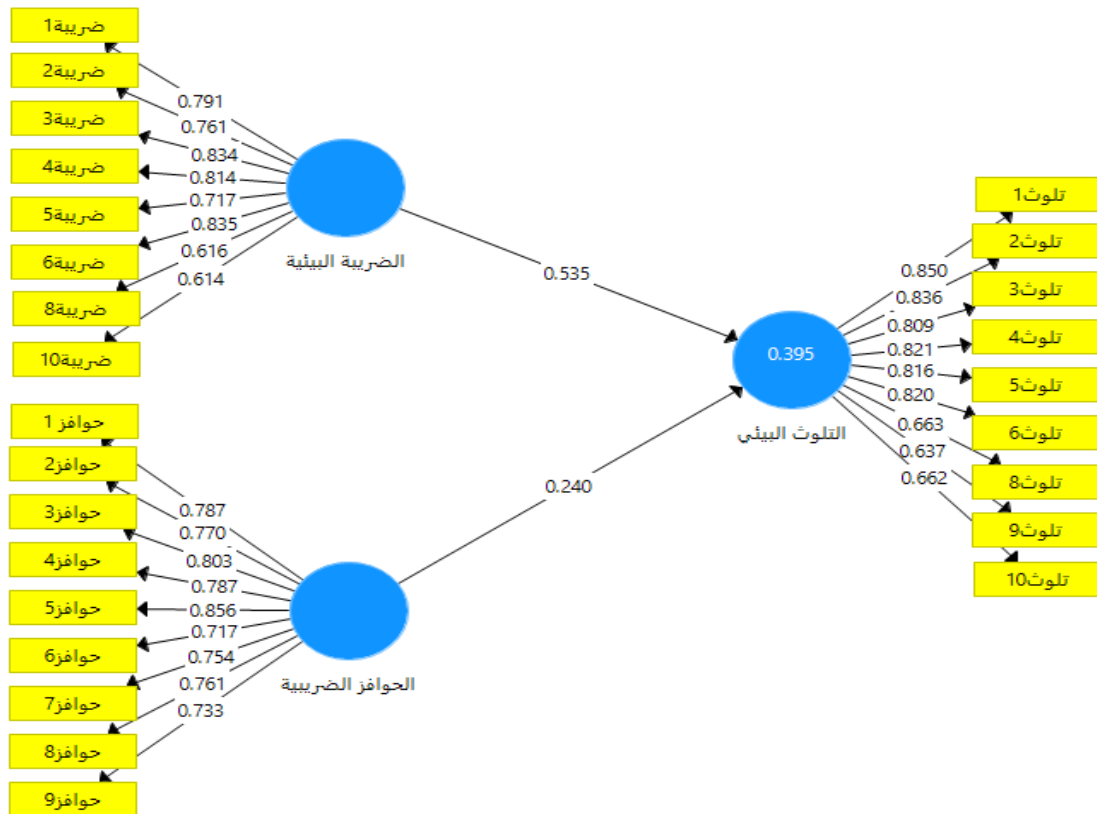 ضريبة1
ضريبة2
ضريبة3
ضريبة4
ضريبة5
ضريبة6
ضريبة8
ضريبة10
0.791
0.761
0.834
0.814
0.717
0.835
0.616
0.614
الضريبة البيئية
0.535
حوافز 1
حوافز2
حوافز3
حوافز4
حوافز5
حوافز6
حوافز7
حوافز8
حوافز9
0.787
0.770
0.803
0.787
0.856
0.717
0.754
0.761
0.733
الحوافز الضريبية
0.240
0.395
التلوث البيئي
0.850
0.836
0.809
0.821
0.816
0.820
0.663
0.637
0.662
تلوث1
تلوث2
تلوث3
تلوث4
تلوث5
تلوث6
تلوث8
تلوث9
تلوث10